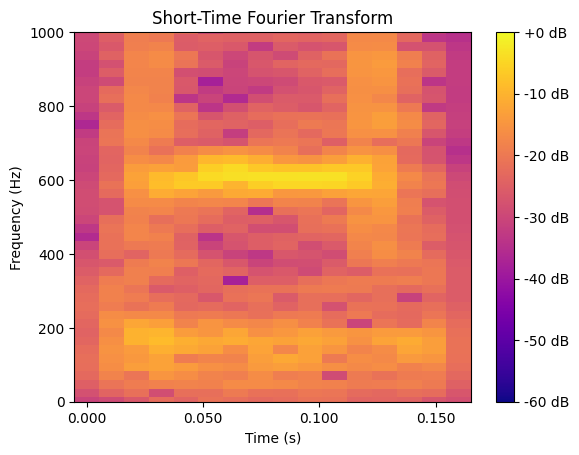 Short-Time Fourier Transform
1000
800
600
400
200
0
Frequency (Hz)
0.000
0.050
0.100
0.150
Time (s)
+0 dB
-10 dB
-20 dB
-30 dB
-40 dB
-50 dB
-60 dB